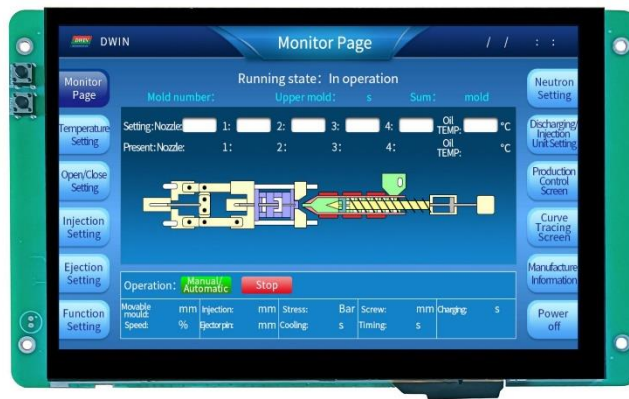 DWIN DWIN Monitor Page / / : :
Monitor Page
Temperature Setting
Open/Close Setting
Injection Setting
Ejection Setting
Function Setting
Running state: In operation
Mold number: Upper mold: s Sum: mold
Setting: Nozzle: 1: 2: 3: 4: Oil TEMP: °C
Present: Nozzle: 1: 2: 3: 4: Oil TEMP: °C
Operation: Manual/ Automatic Stop
Movable mould: mm Injection: mm Stress: Bar Screw: mm Charging: s
Speed: % Ejector pin: mm Cooling: s Timing: s
Neutron Setting
Discharging/ Injection Unit Setting
Production Control Screen
Curve Tracing Screen
Manufacture Information
Power off